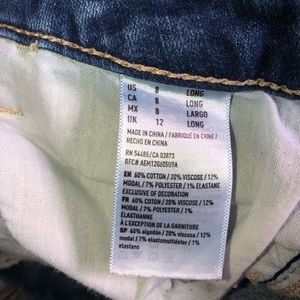 US 8 LONG
CA 8 LONG
MX 8 LARGO
UK 12 LONG
MADE IN CHINA / FABRIQUÉ EN CHINE /
HECHO EN CHINA
RN 54485/CA 03873
EN 60% COTTON / 20% VISCOSE / 12%
MODAL / 7% POLYESTER / 1% ELASTANE
EXCLUSIVE OF DECORATION
FR 60% COTON / 20% VISCOSE / 12%
MODAL / 7% POLYESTER / 1%
ÉLASTHANNE
À L'EXCEPTION DE LA GARNITURE
SP 60% algodón / 20% viscose / 12%
modal / 7% elastomultiéster / 1%
elastano